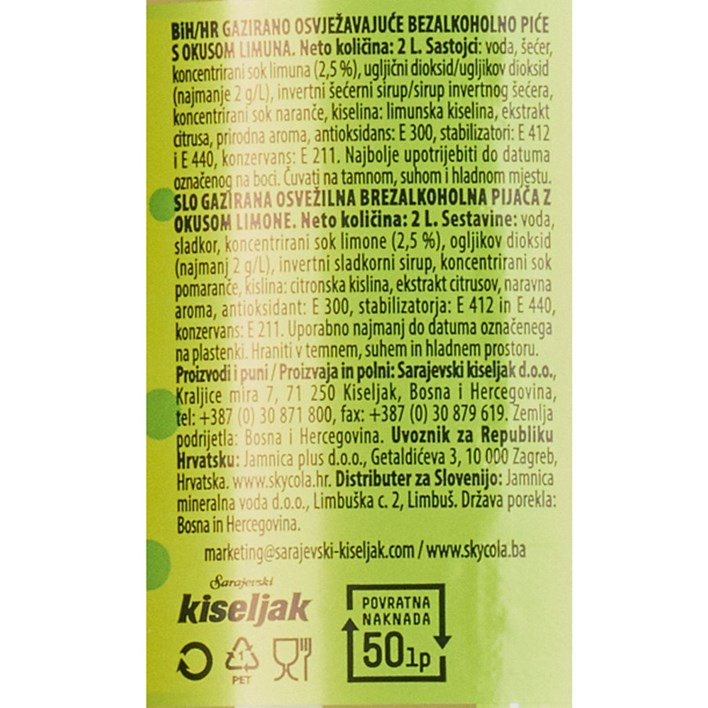 BiH/HR GAZIRANO OSVJEŽAVAJUĆE BEZALKOHOLNO PIĆE
S OKUSOM LIMUNA. Neto količina: 2 L. Sastojci: voda, šećer,
koncentrirani sok limuna (2,5 %), ugljični dioksid/ugljikov dioksid
(najmanje 2 g/L), invertni šećerni sirup/sirup invertnog šećera,
koncentrirani sok naranče, kiselina: limunska kiselina, ekstrakt
citrusa, prirodna aroma, antioksidans: E 300, stabilizatori: E 412
i E 440, konzervans: E 211. Najbolje upotrijebiti do datuma
označenog na boci. Čuvati na tamnom, suhom i hladnom mjestu.
SLO GAZIRANA OSVEŽILNA BREZALKOHOLNA PIJAČA Z
OKUSOM LIMONE. Neto količina: 2 L. Sestavine: voda,
sladkor, koncentrirani sok limone (2,5 %), ogljikov dioksid
(najmanj 2 g/L), invertni sladkorni sirup, koncentrirani sok
pomaranče, kislina: citronska kislina, ekstrakt citrusov, naravna
aroma, antioksidant: E 300, stabilizatorja: E 412 in E 440,
konzervans: E 211. Uporabno najmanj do datuma označenega
na plastenki. Hraniti v temnem, suhem in hladnem prostoru.
Proizvodi i puni / Proizvaja in polni: Sarajevski kiseljak d.o.o.,
Kraljice mira 7, 71 250 Kiseljak, Bosna i Hercegovina,
tel: +387 (0) 30 871 800, fax: +387 (0) 30 879 619. Zemlja
podrijetla: Bosna i Hercegovina. Uvoznik za Republiku
Hrvatsku: Jamnica plus d.o.o., Getaldićeva 3, 10 000 Zagreb,
Hrvatska. www.skycola.hr. Distributer za Slovenijo: Jamnica
mineralna voda d.o.o., Limbuška c. 2, Limbuš. Država porekla:
Bosna in Hercegovina.
marketing@sarajevski-kiseljak.com / www.skycola.ba
Sarajevski
kiseljak
POVRATNA
NAKNADA
50lp
1
PET